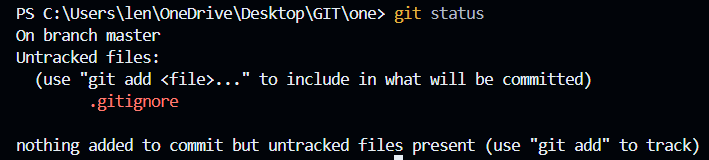 PS C:\Users\len\OneDrive\Desktop\GIT\one> git status
On branch master
Untracked files:
  (use "git add <file>..." to include in what will be committed)
        .gitignore

nothing added to commit but untracked files present (use "git add" to track)